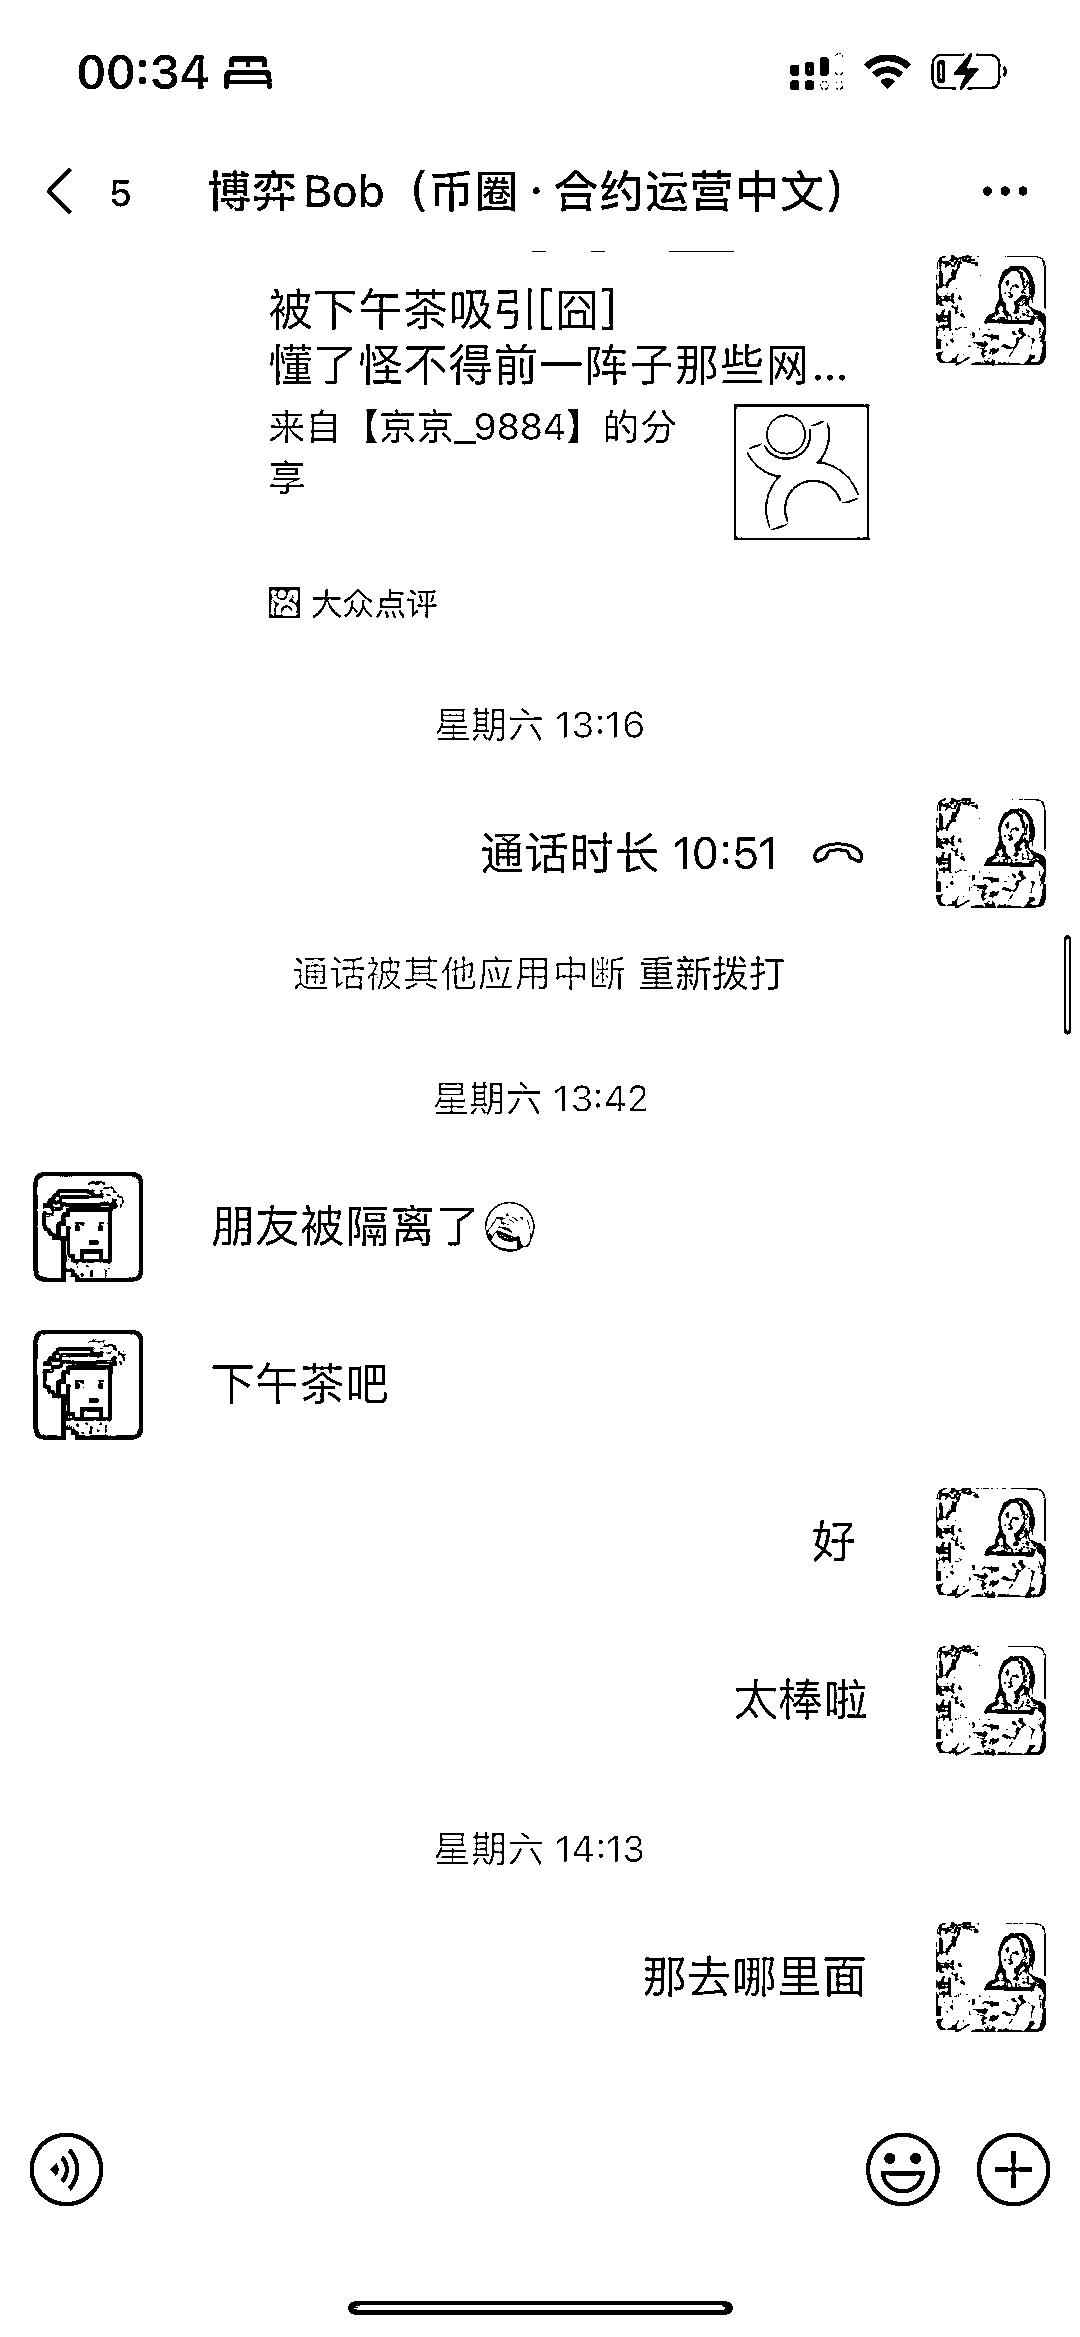 00:34
5 博弈Bob（币圈·合约运营中文）
被下午茶吸引[囧]
懂了怪不得前一阵子那些网...
来自【京京_9884】的分
享
大众点评
星期六 13:16
通话时长 10:51
通话被其他应用中断 重新拨打
星期六 13:42
朋友被隔离了
下午茶吧
好
太棒啦
星期六 14:13
那去哪里面